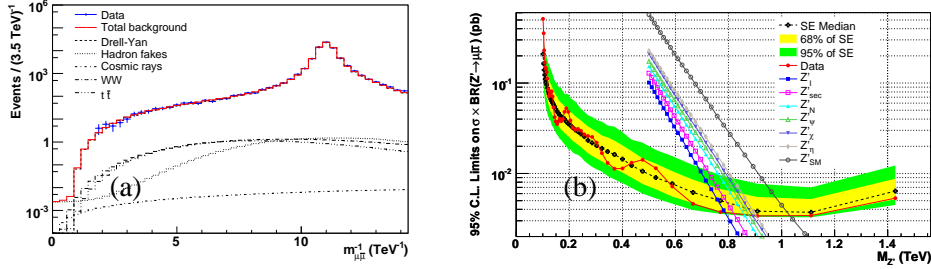 Events / (3.5 TeV)⁻¹
10⁶
10³
1
10⁻³
Data
Total background
Drell-Yan
Hadron fakes
Cosmic rays
WW
t t̄
(a)
0 5 10 15
m⁻¹μμ̄ (TeV⁻¹)
95% C.L. Limits on σ × BR(Z'→μμ̄) (pb)
10⁻¹
10⁻²
SE Median
68% of SE
95% of SE
Data
Z'I
Z'sec
Z'N
Z'ψ
Z'χ
Z'η
Z'SM
(b)
0 0.2 0.4 0.6 0.8 1 1.2 1.4
MZ' (TeV)